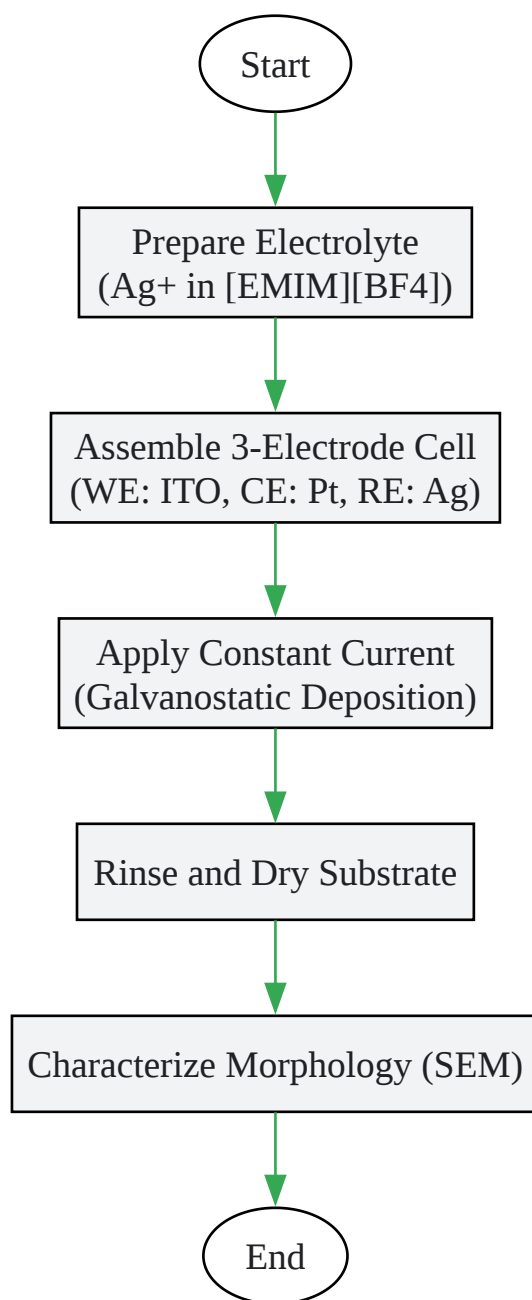 Start
Prepare Electrolyte
(Ag+ in [EMIM][BF4])
Assemble 3-Electrode Cell
(WE: ITO, CE: Pt, RE: Ag)
Apply Constant Current
(Galvanostatic Deposition)
Rinse and Dry Substrate
Characterize Morphology (SEM)
End